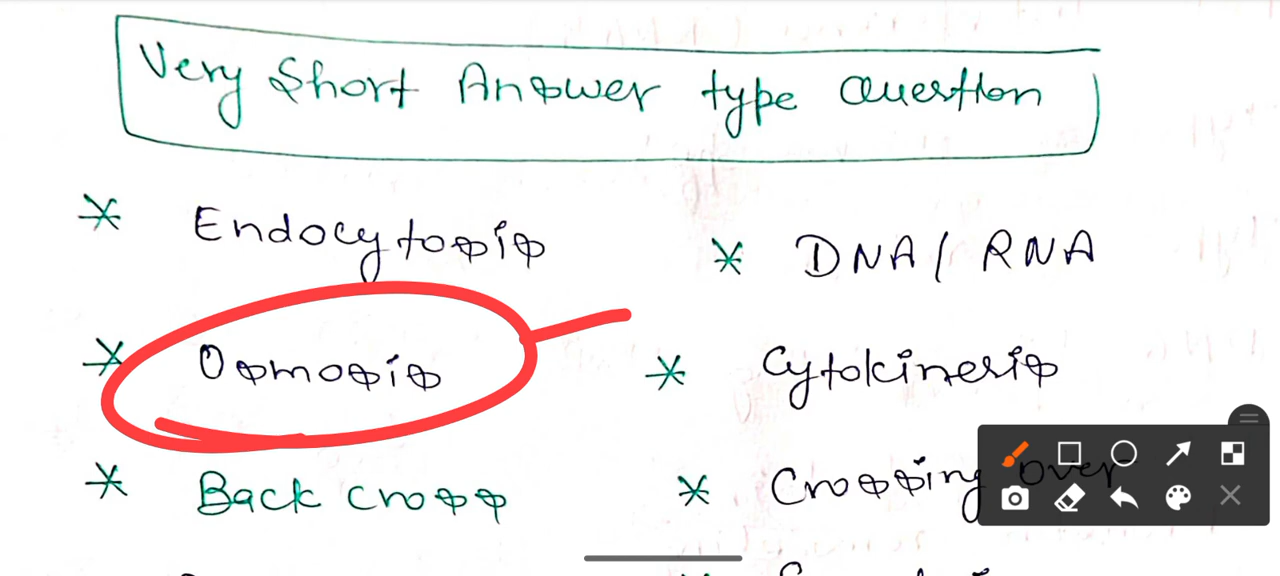 Very Short Answer type Question
* Endocytosis
* DNA / RNA
* Osmosis
* Cytokinesis
* Back cross
* Crossing over